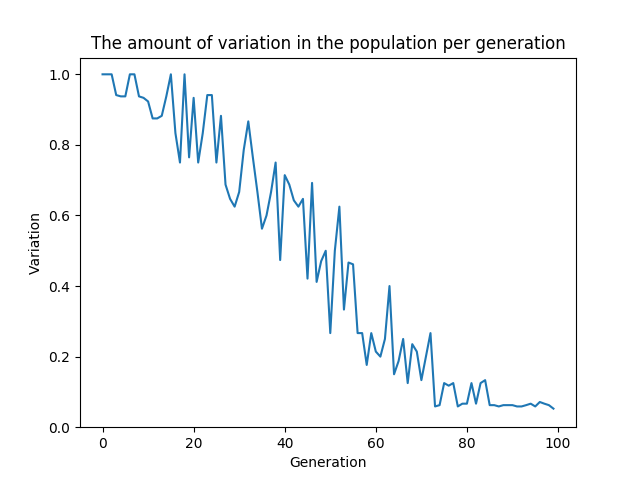 The amount of variation in the population per generation
1.0
0.8
0.6
0.4
0.2
0.0
Variation
0 20 40 60 80 100
Generation